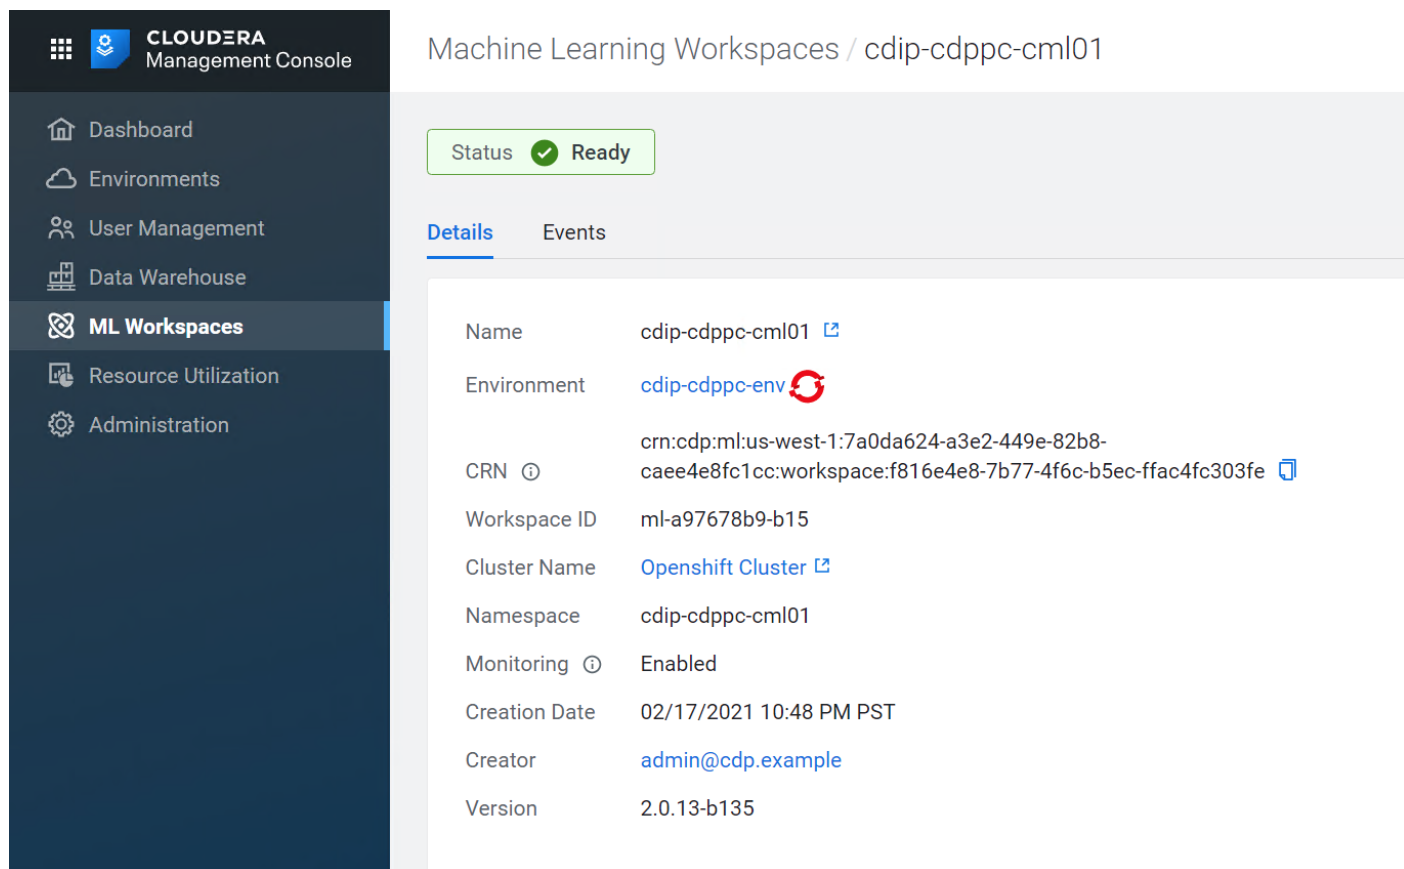 CLOUDERA
Management Console
Dashboard
Environments
User Management
Data Warehouse
ML Workspaces
Resource Utilization
Administration
Machine Learning Workspaces / cdip-cdppc-cml01
Status Ready
Details Events
Name cdip-cdppc-cml01
Environment cdip-cdppc-env
crn:cdp:ml:us-west-1:7a0da624-a3e2-449e-82b8-
CRN caee4e8fc1cc:workspace:f816e4e8-7b77-4f6c-b5ec-ffac4fc303fe
Workspace ID ml-a97678b9-b15
Cluster Name Openshift Cluster
Namespace cdip-cdppc-cml01
Monitoring Enabled
Creation Date 02/17/2021 10:48 PM PST
Creator admin@cdp.example
Version 2.0.13-b135